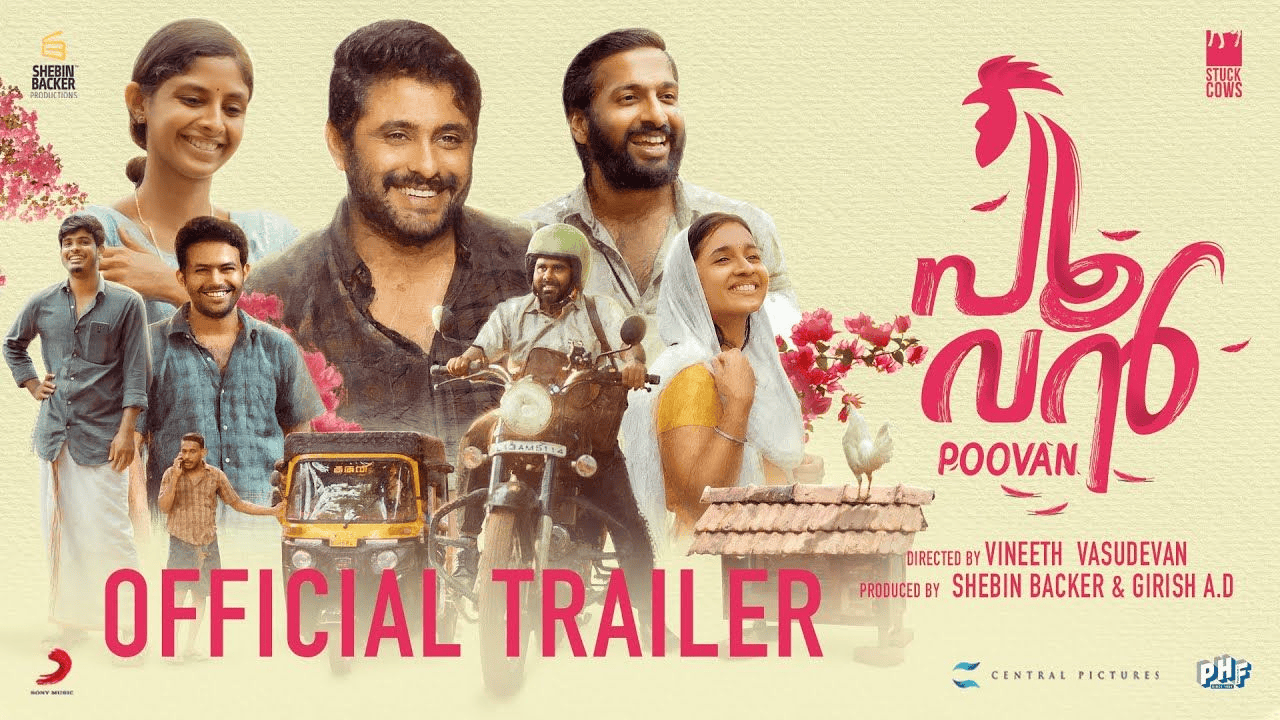 SHEBIN
BACKER
PRODUCTIONS
STUCK
COWS
പൂ
വൻ
POOVAN
L13AM5114
DIRECTED BY VINEETH VASUDEVAN
PRODUCED BY SHEBIN BACKER & GIRISH A.D
OFFICIAL TRAILER
SONY MUSIC
CENTRAL PICTURES
PHF